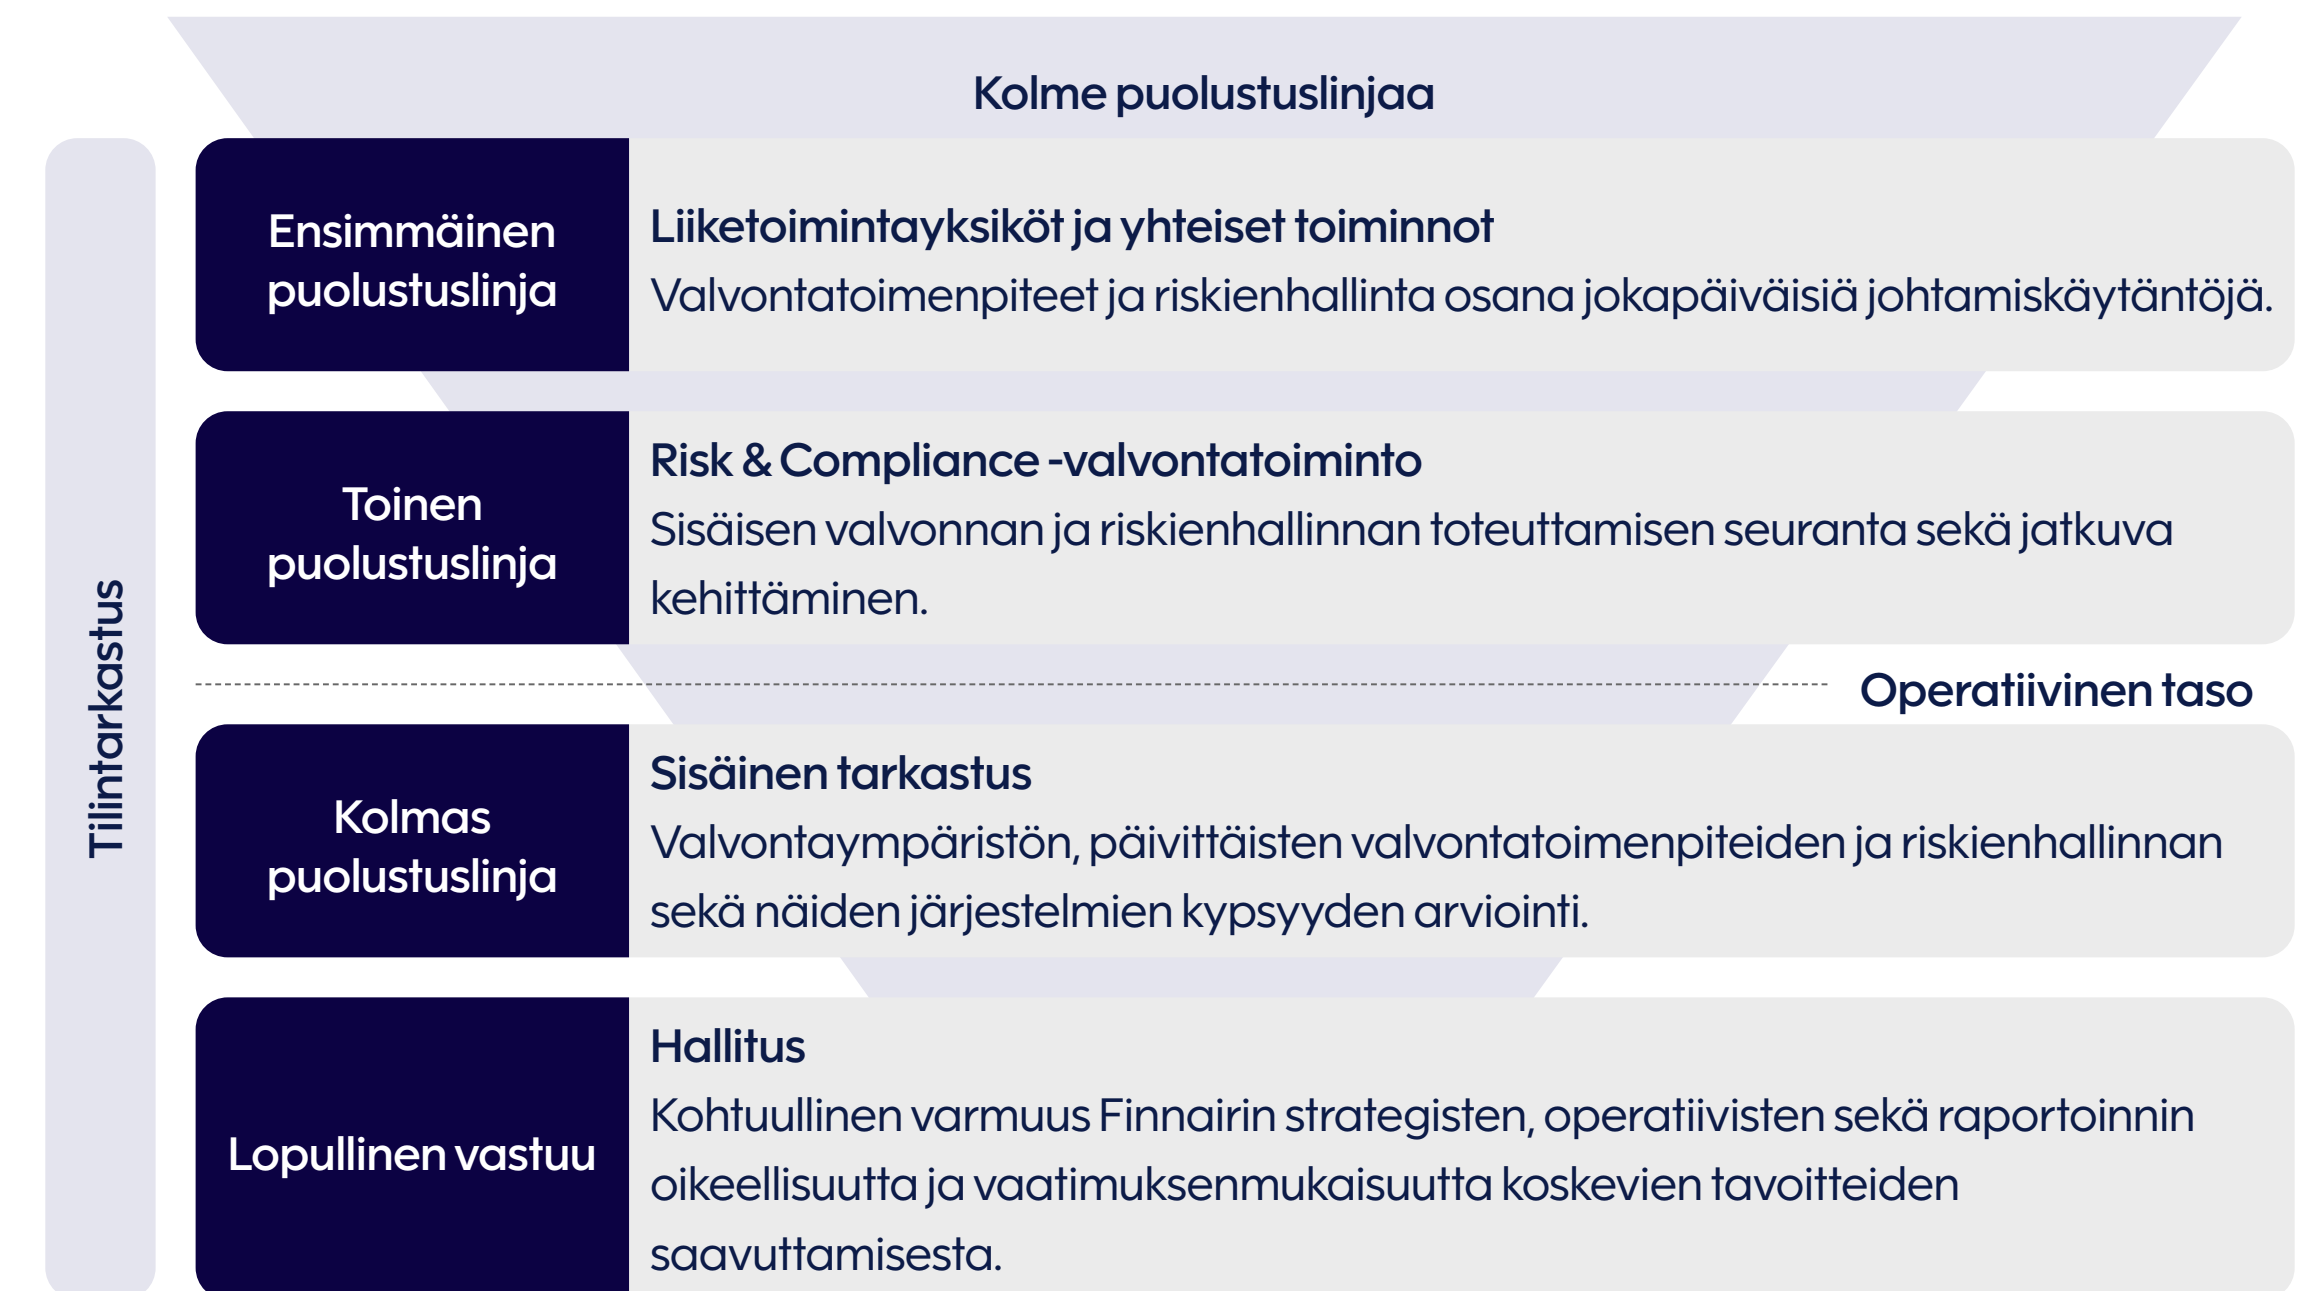 Kolme puolustuslinjaa
Tilintarkastus
Ensimmäinen
puolustuslinja
Liiketoimintayksiköt ja yhteiset toiminnot
Valvontatoimenpiteet ja riskienhallinta osana jokapäiväisiä johtamiskäytäntöjä.
Toinen
puolustuslinja
Risk & Compliance -valvontatoiminto
Sisäisen valvonnan ja riskienhallinnan toteuttamisen seuranta sekä jatkuva
kehittäminen.
Operatiivinen taso
Kolmas
puolustuslinja
Sisäinen tarkastus
Valvontaympäristön, päivittäisten valvontatoimenpiteiden ja riskienhallinnan
sekä näiden järjestelmien kypsyyden arviointi.
Lopullinen vastuu
Hallitus
Kohtuullinen varmuus Finnairin strategisten, operatiivisten sekä raportoinnin
oikeellisuutta ja vaatimuksenmukaisuutta koskevien tavoitteiden
saavuttamisesta.